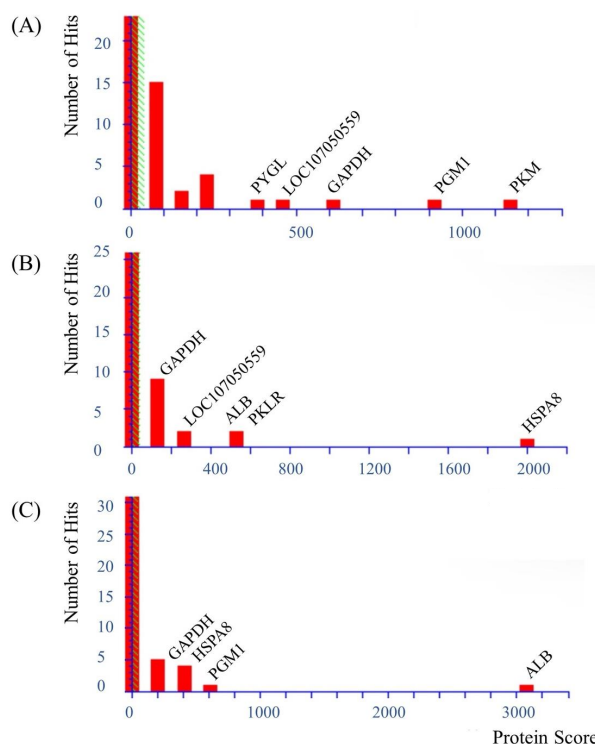 (A)
Number of Hits
20
15
10
5
0
PYGL
LOC107050559
GAPDH
PGM1
PKM
0 500 1000
(B)
Number of Hits
25
20
15
10
5
0
GAPDH
LOC107050559
ALB
PKLR
HSPA8
0 400 800 1200 1600 2000
(C)
Number of Hits
30
25
20
15
10
5
0
GAPDH
HSPA8
PGM1
ALB
0 1000 2000 3000
Protein Score